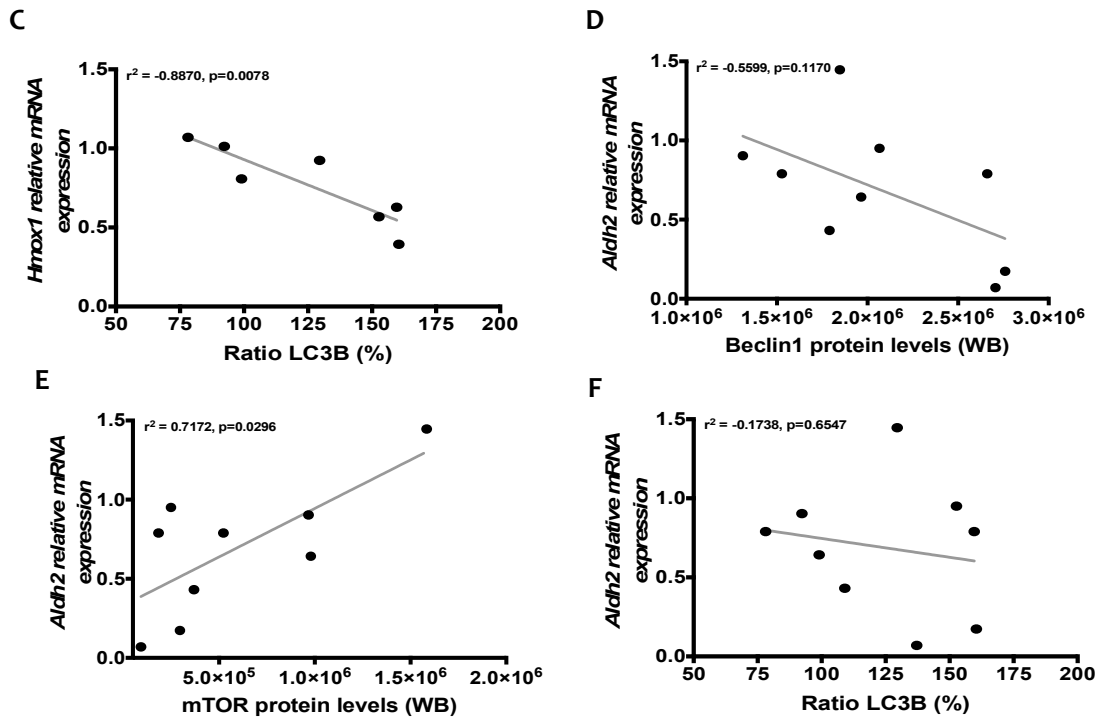 C
r² = -0.8870, p=0.0078
Hmox1 relative mRNA
expression
1.5
1.0
0.5
0.0
50 75 100 125 150 175 200
Ratio LC3B (%)
D
r² = -0.5599, p=0.1170
Aldh2 relative mRNA
expression
1.5
1.0
0.5
0.0
1.0×10⁶ 1.5×10⁶ 2.0×10⁶ 2.5×10⁶ 3.0×10⁶
Beclin1 protein levels (WB)
E
r² = 0.7172, p=0.0296
Aldh2 relative mRNA
expression
1.5
1.0
0.5
0.0
5.0×10⁵ 1.0×10⁶ 1.5×10⁶ 2.0×10⁶
mTOR protein levels (WB)
F
r² = -0.1738, p=0.6547
Aldh2 relative mRNA
expression
1.5
1.0
0.5
0.0
50 75 100 125 150 175 200
Ratio LC3B (%)